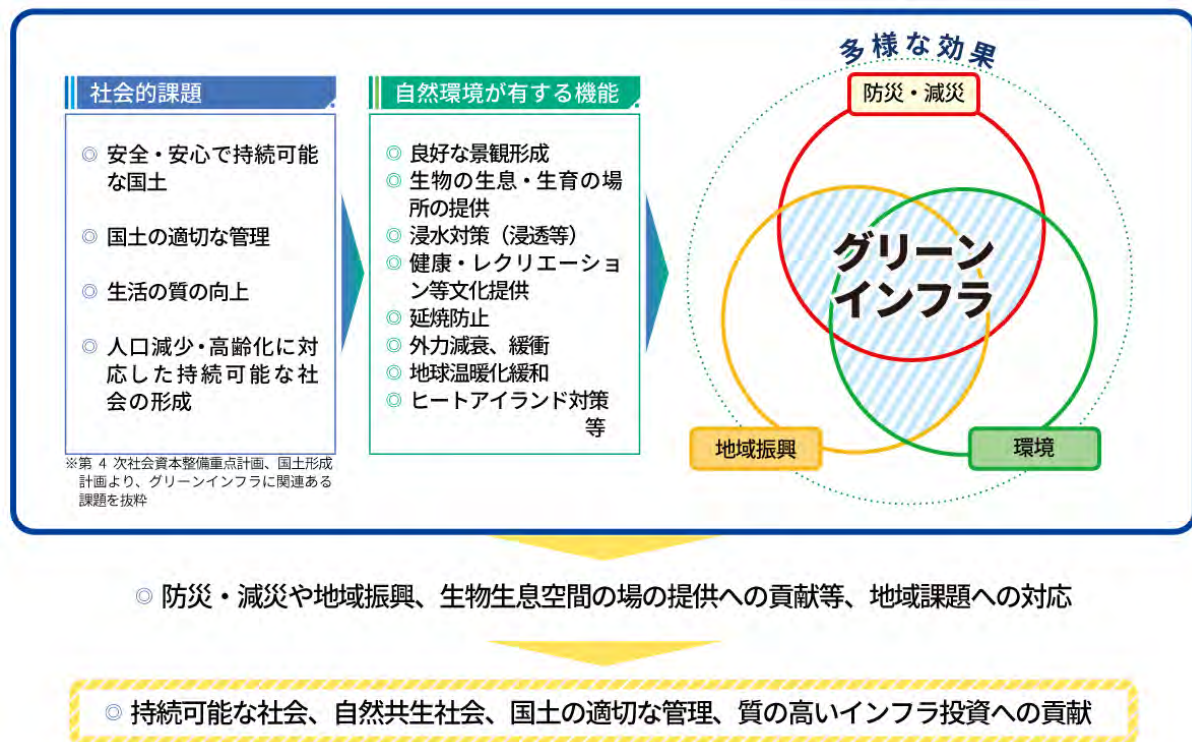 多様な効果
社会的課題
◎ 安全・安心で持続可能
な国土
◎ 国土の適切な管理
◎ 生活の質の向上
◎ 人口減少・高齢化に対
応した持続可能な社
会の形成
※第 4 次社会資本整備重点計画、国土形成
計画より、グリーンインフラに関連ある
課題を抜粋
自然環境が有する機能
◎ 良好な景観形成
◎ 生物の生息・生育の場
所の提供
◎ 浸水対策（浸透等）
◎ 健康・レクリエーショ
ン等文化提供
◎ 延焼防止
◎ 外力減衰、緩衝
◎ 地球温暖化緩和
◎ ヒートアイランド対策
等
防災・減災
グリーン
インフラ
地域振興
環境
◎ 防災・減災や地域振興、生物生息空間の場の提供への貢献等、地域課題への対応
◎ 持続可能な社会、自然共生社会、国土の適切な管理、質の高いインフラ投資への貢献